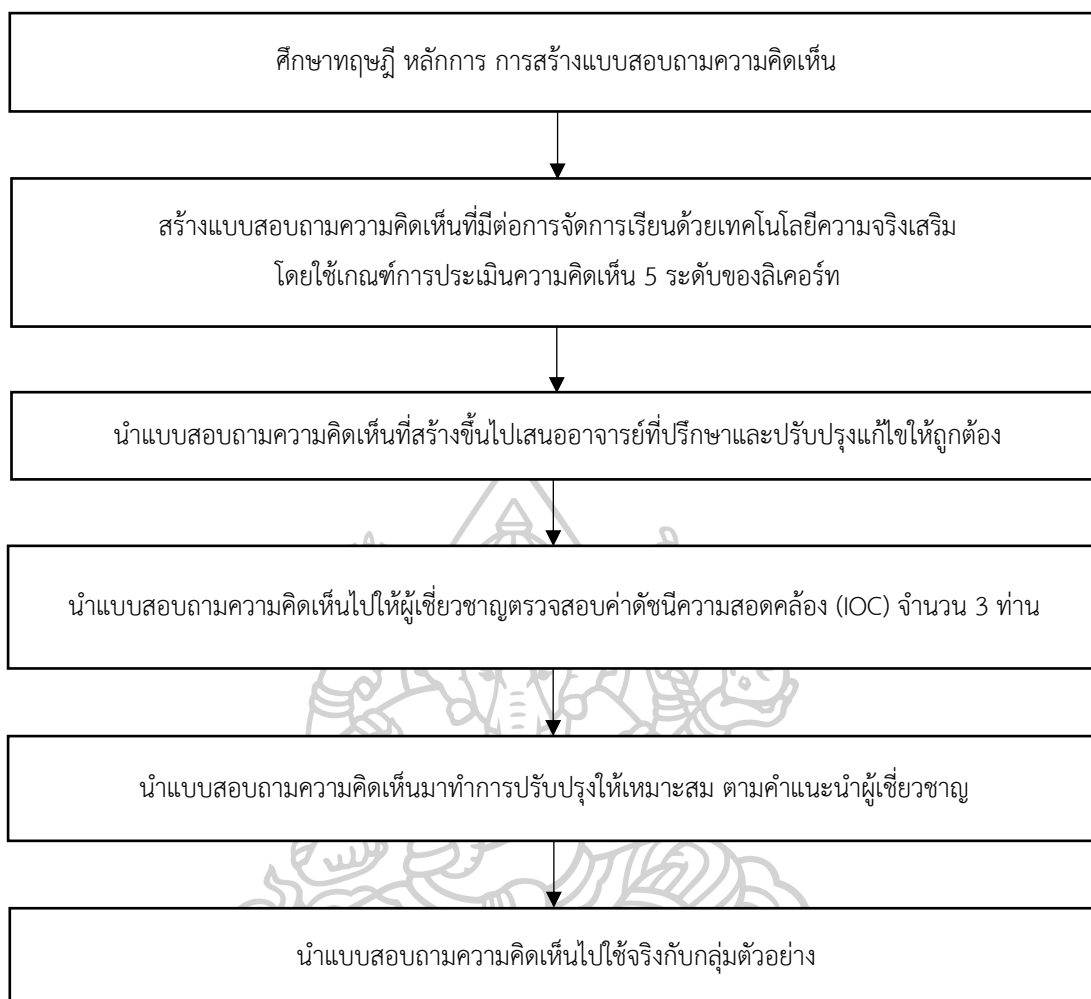 ศึกษาทฤษฎี หลักการ การสร้างแบบสอบถามความคิดเห็น
สร้างแบบสอบถามความคิดเห็นที่มีต่อการจัดการเรียนด้วยเทคโนโลยีความจริงเสริม
โดยใช้เกณฑ์การประเมินความคิดเห็น 5 ระดับของลิเคอร์ท
นำแบบสอบถามความคิดเห็นที่สร้างขึ้นไปเสนออาจารย์ที่ปรึกษาและปรับปรุงแก้ไขให้ถูกต้อง
นำแบบสอบถามความคิดเห็นไปให้ผู้เชี่ยวชาญตรวจสอบค่าดัชนีความสอดคล้อง (IOC) จำนวน 3 ท่าน
นำแบบสอบถามความคิดเห็นมาทำการปรับปรุงให้เหมาะสม ตามคำแนะนำผู้เชี่ยวชาญ
นำแบบสอบถามความคิดเห็นไปใช้จริงกับกลุ่มตัวอย่าง